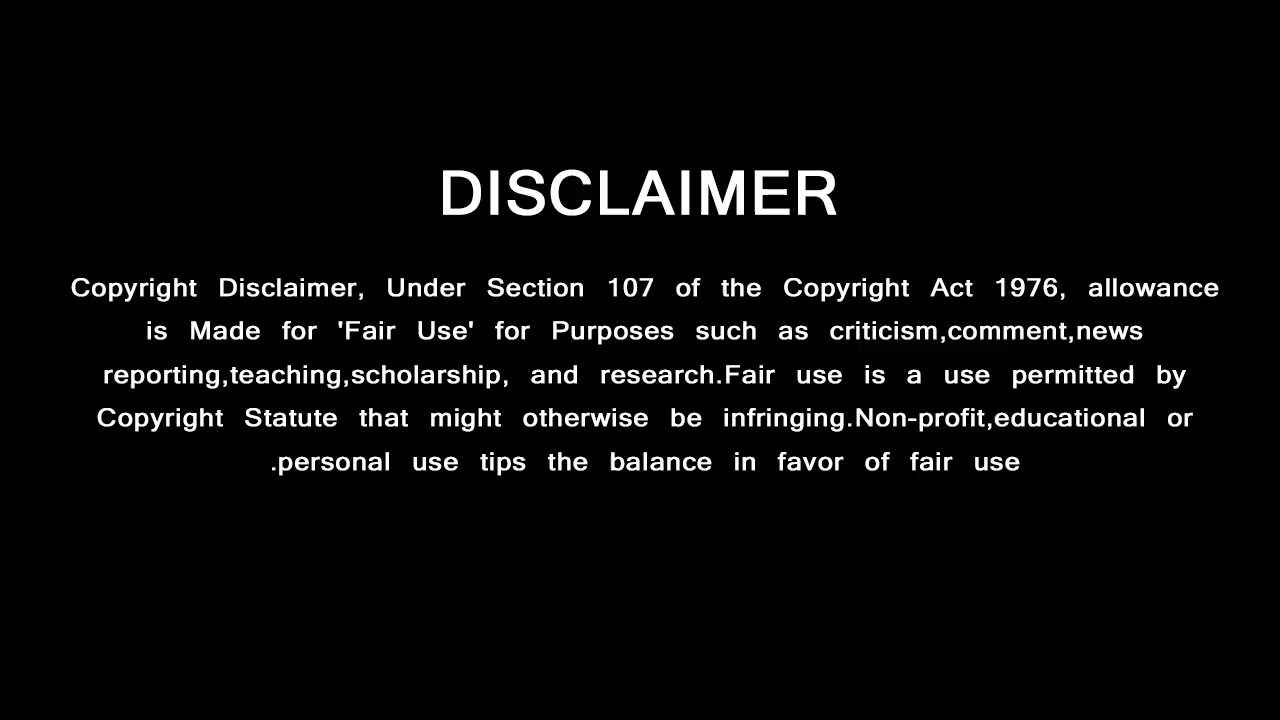 DISCLAIMER
Copyright Disclaimer, Under Section 107 of the Copyright Act 1976, allowance
is Made for 'Fair Use' for Purposes such as criticism,comment,news
reporting,teaching,scholarship, and research.Fair use is a use permitted by
Copyright Statute that might otherwise be infringing.Non-profit,educational or
.personal use tips the balance in favor of fair use